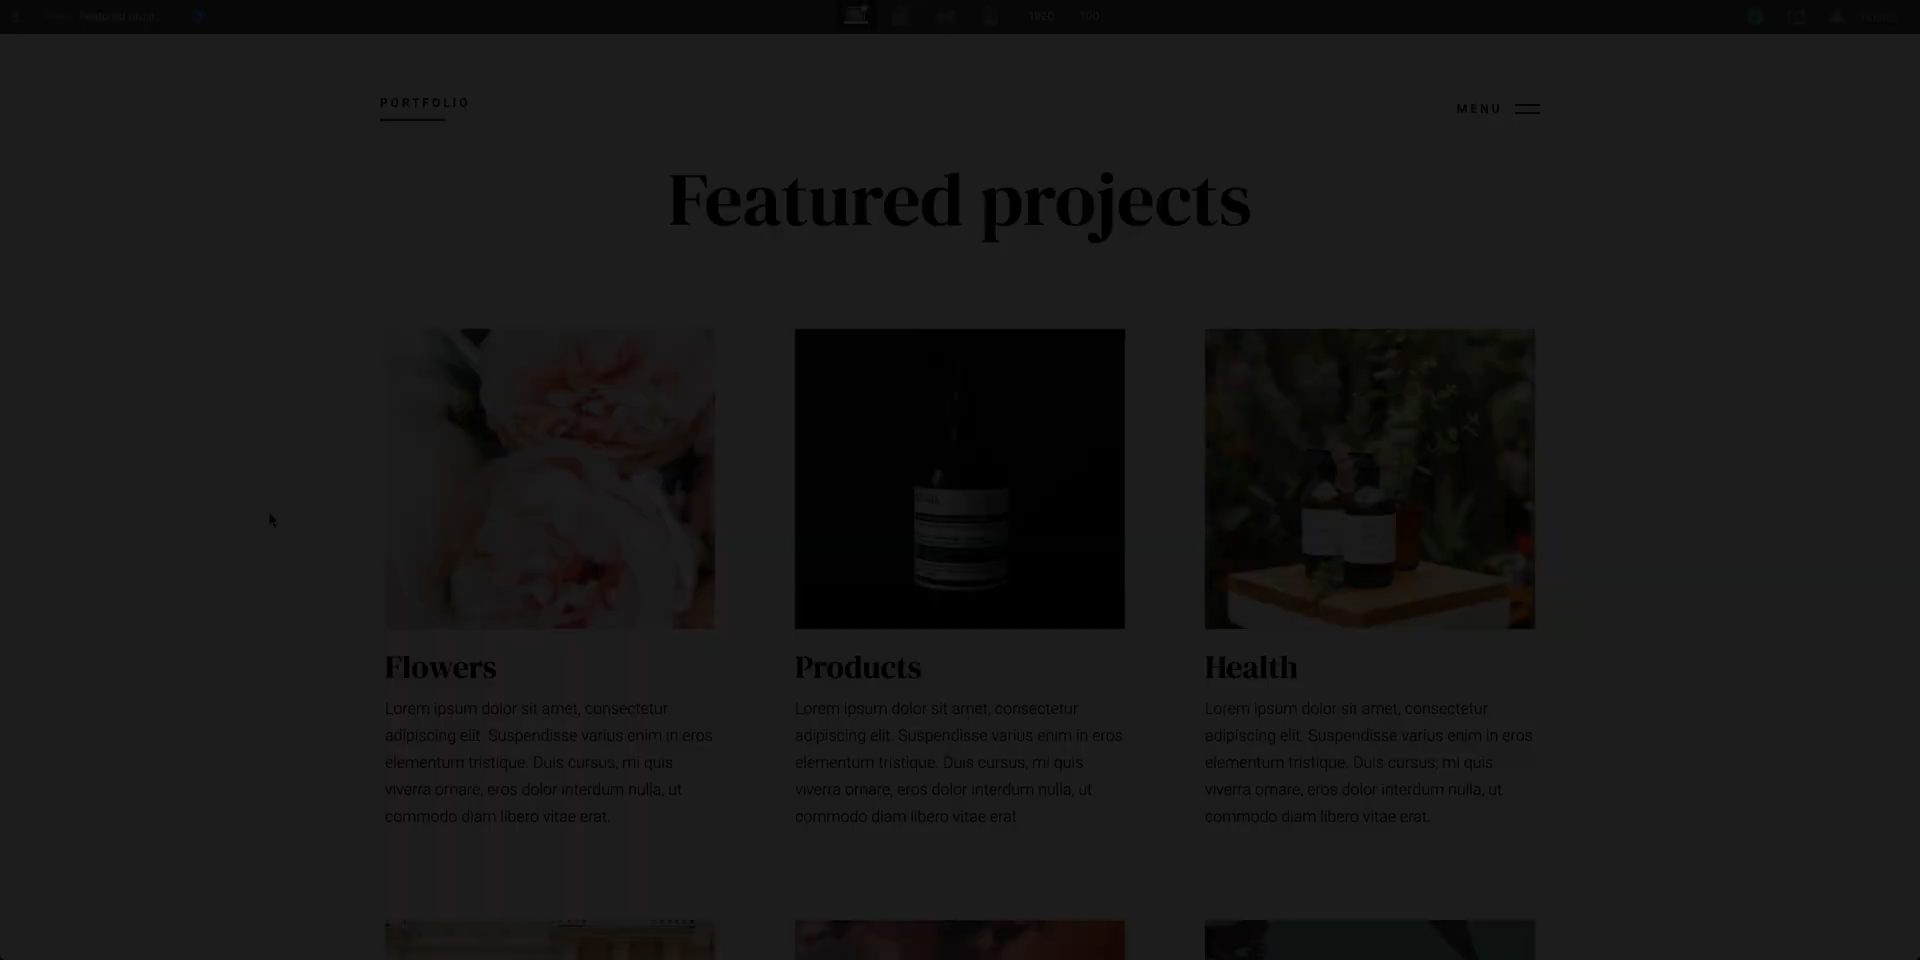 1920
100
PORTFOLIO
MENU
Featured projects
Flowers
Products
Health
Lorem ipsum dolor sit amet, consectetur
adipiscing elit. Suspendisse varius enim in eros
elementum tristique. Duis cursus, mi quis
viverra ornare, eros dolor interdum nulla, ut
commodo diam libero vitae erat.
Lorem ipsum dolor sit amet, consectetur
adipiscing elit. Suspendisse varius enim in eros
elementum tristique. Duis cursus, mi quis
viverra ornare, eros dolor interdum nulla, ut
commodo diam libero vitae erat.
Lorem ipsum dolor sit amet, consectetur
adipiscing elit. Suspendisse varius enim in eros
elementum tristique. Duis cursus, mi quis
viverra ornare, eros dolor interdum nulla, ut
commodo diam libero vitae erat.